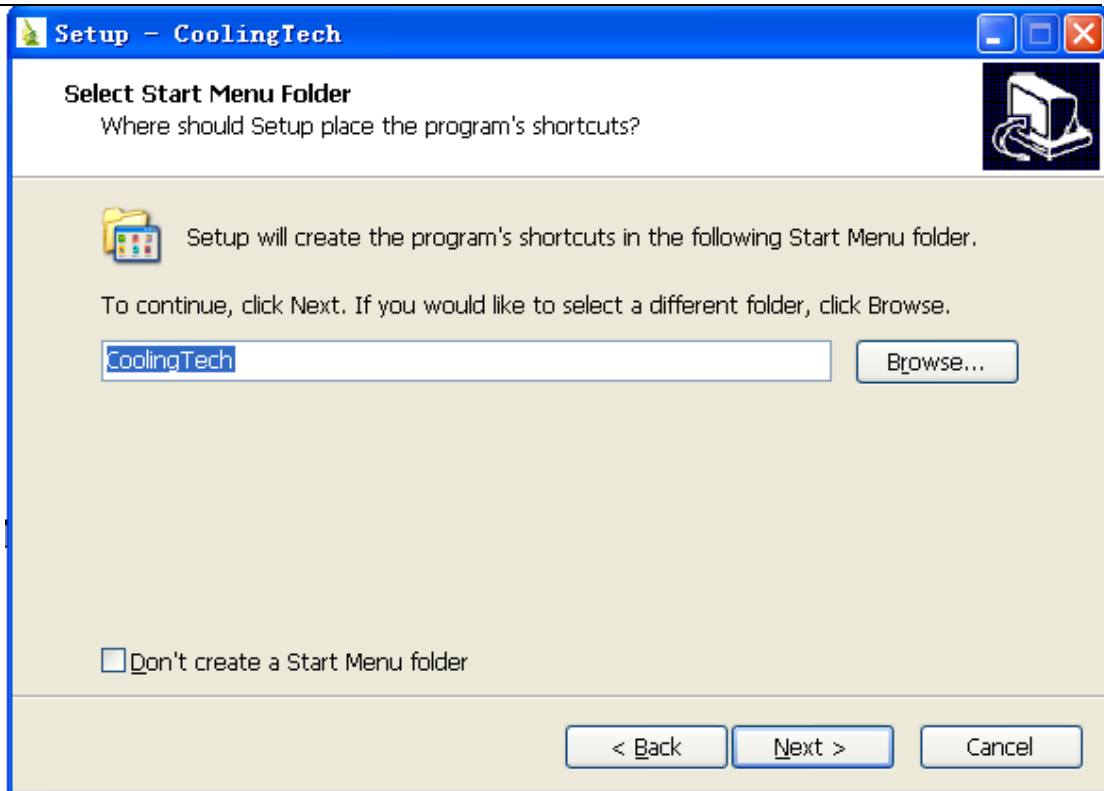 Setup - CoolingTech
Select Start Menu Folder
Where should Setup place the program's shortcuts?
Setup will create the program's shortcuts in the following Start Menu folder.
To continue, click Next. If you would like to select a different folder, click Browse.
CoolingTech
Browse...
Don't create a Start Menu folder
< Back
Next >
Cancel